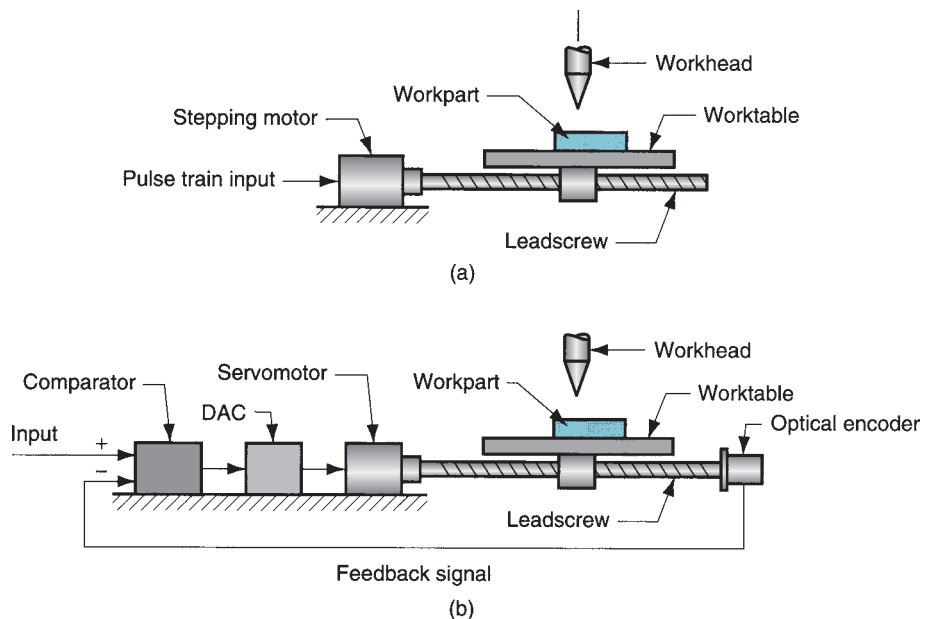 Workhead
Workpart
Worktable
Stepping motor
Pulse train input
Leadscrew
(a)
Workhead
Servomotor
Workpart
Comparator
Worktable
DAC
Optical encoder
Input
+
−
Leadscrew
Feedback signal
(b)